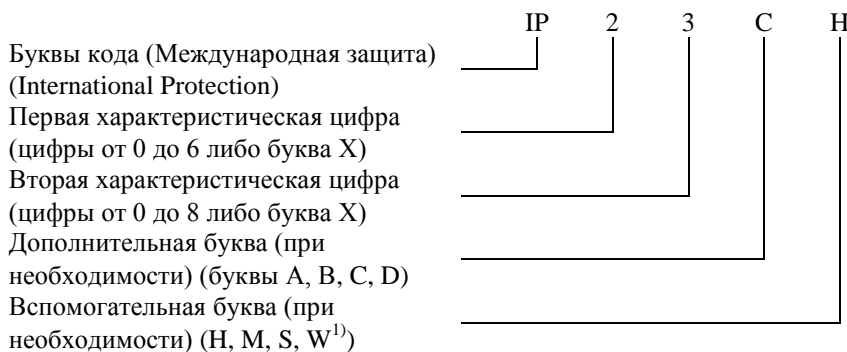 IP 2 3 C H
Буквы кода (Международная защита)
(International Protection)
Первая характеристическая цифра
(цифры от 0 до 6 либо буква X)
Вторая характеристическая цифра
(цифры от 0 до 8 либо буква X)
Дополнительная буква (при
необходимости) (буквы A, B, C, D)
Вспомогательная буква (при
необходимости) (H, M, S, W¹⁾)